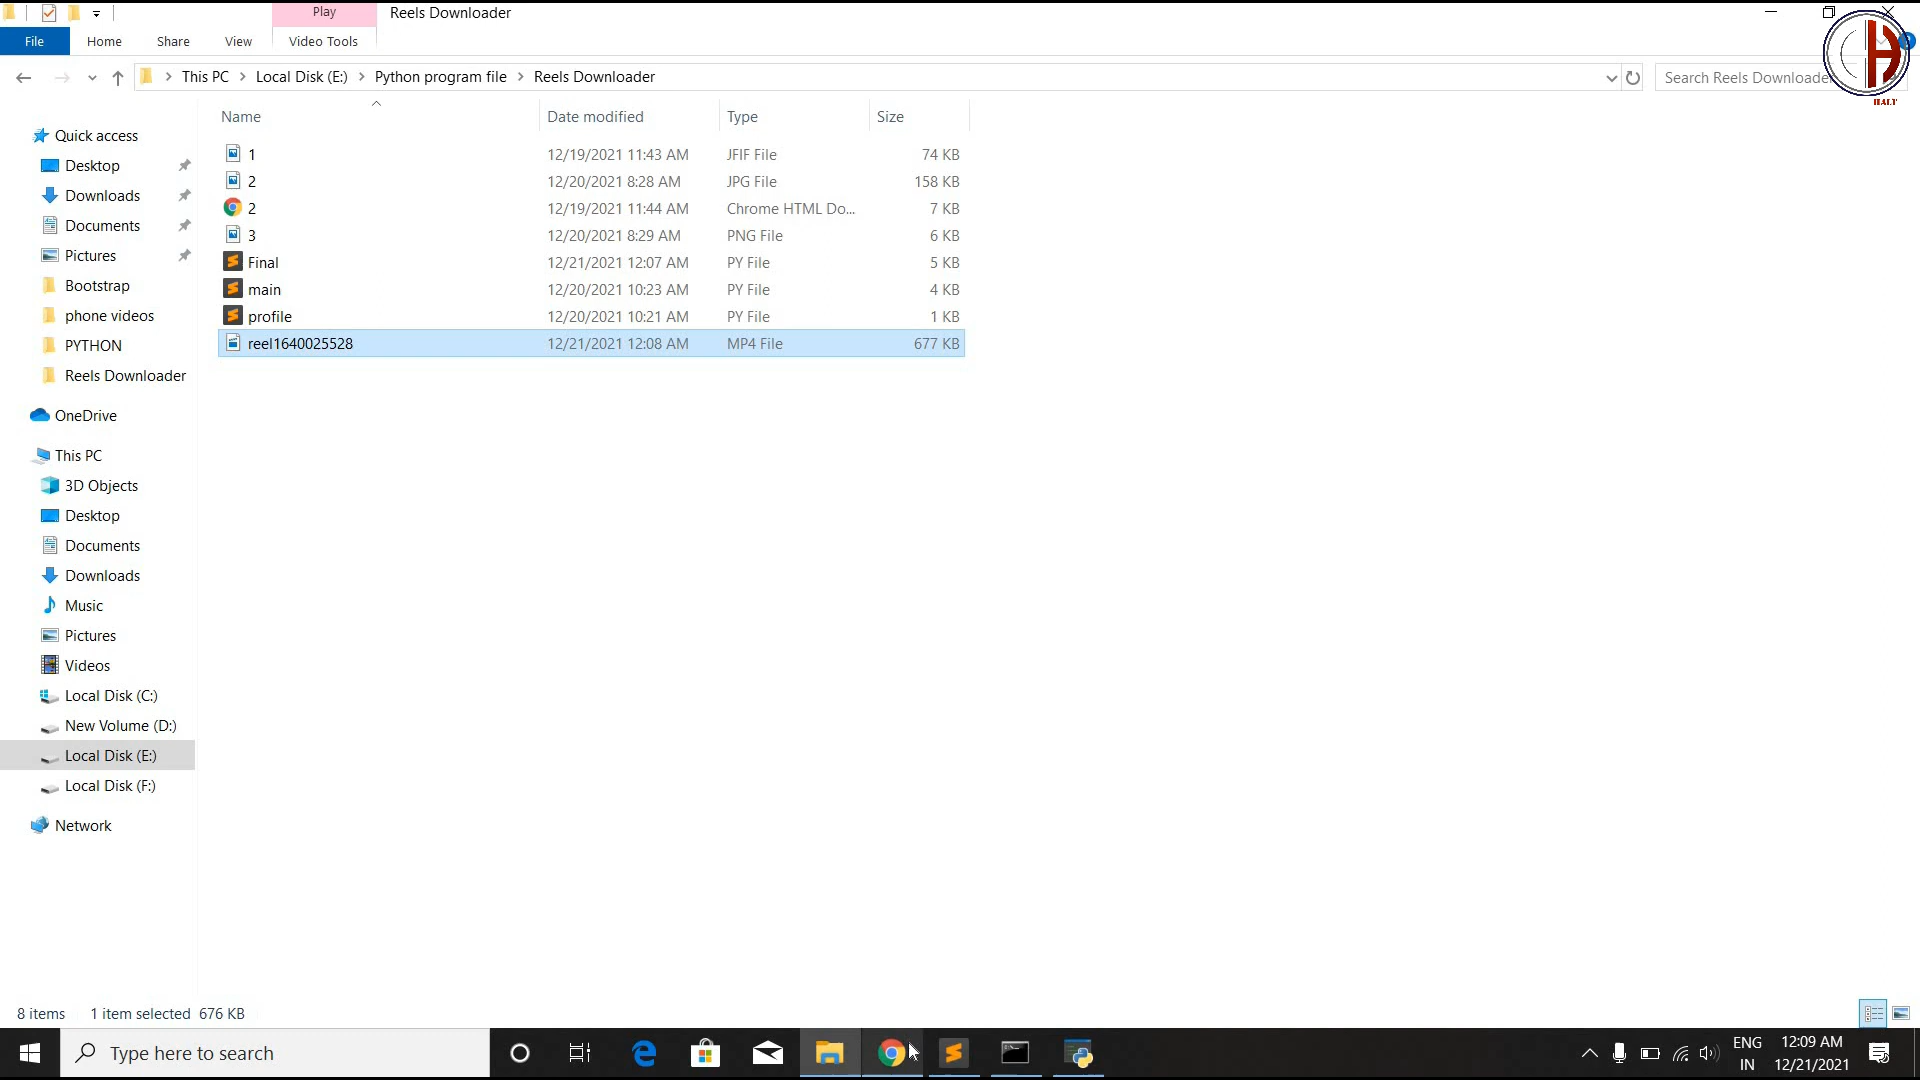 Play
Reels Downloader
File
Home
Share
View
Video Tools
This PC
Local Disk (E:)
Python program file
Reels Downloader
Search Reels Downloader
HALT
Name
Date modified
Type
Size
1
12/19/2021 11:43 AM
JFIF File
74 KB
2
12/20/2021 8:28 AM
JPG File
158 KB
2
12/19/2021 11:44 AM
Chrome HTML Do...
7 KB
3
12/20/2021 8:29 AM
PNG File
6 KB
Final
12/21/2021 12:07 AM
PY File
5 KB
main
12/20/2021 10:23 AM
PY File
4 KB
profile
12/20/2021 10:21 AM
PY File
1 KB
reel1640025528
12/21/2021 12:08 AM
MP4 File
677 KB
Quick access
Desktop
Downloads
Documents
Pictures
Bootstrap
phone videos
PYTHON
Reels Downloader
OneDrive
This PC
3D Objects
Desktop
Documents
Downloads
Music
Pictures
Videos
Local Disk (C:)
New Volume (D:)
Local Disk (E:)
Local Disk (F:)
Network
8 items
1 item selected 676 KB
Type here to search
ENG
IN
12:09 AM
12/21/2021